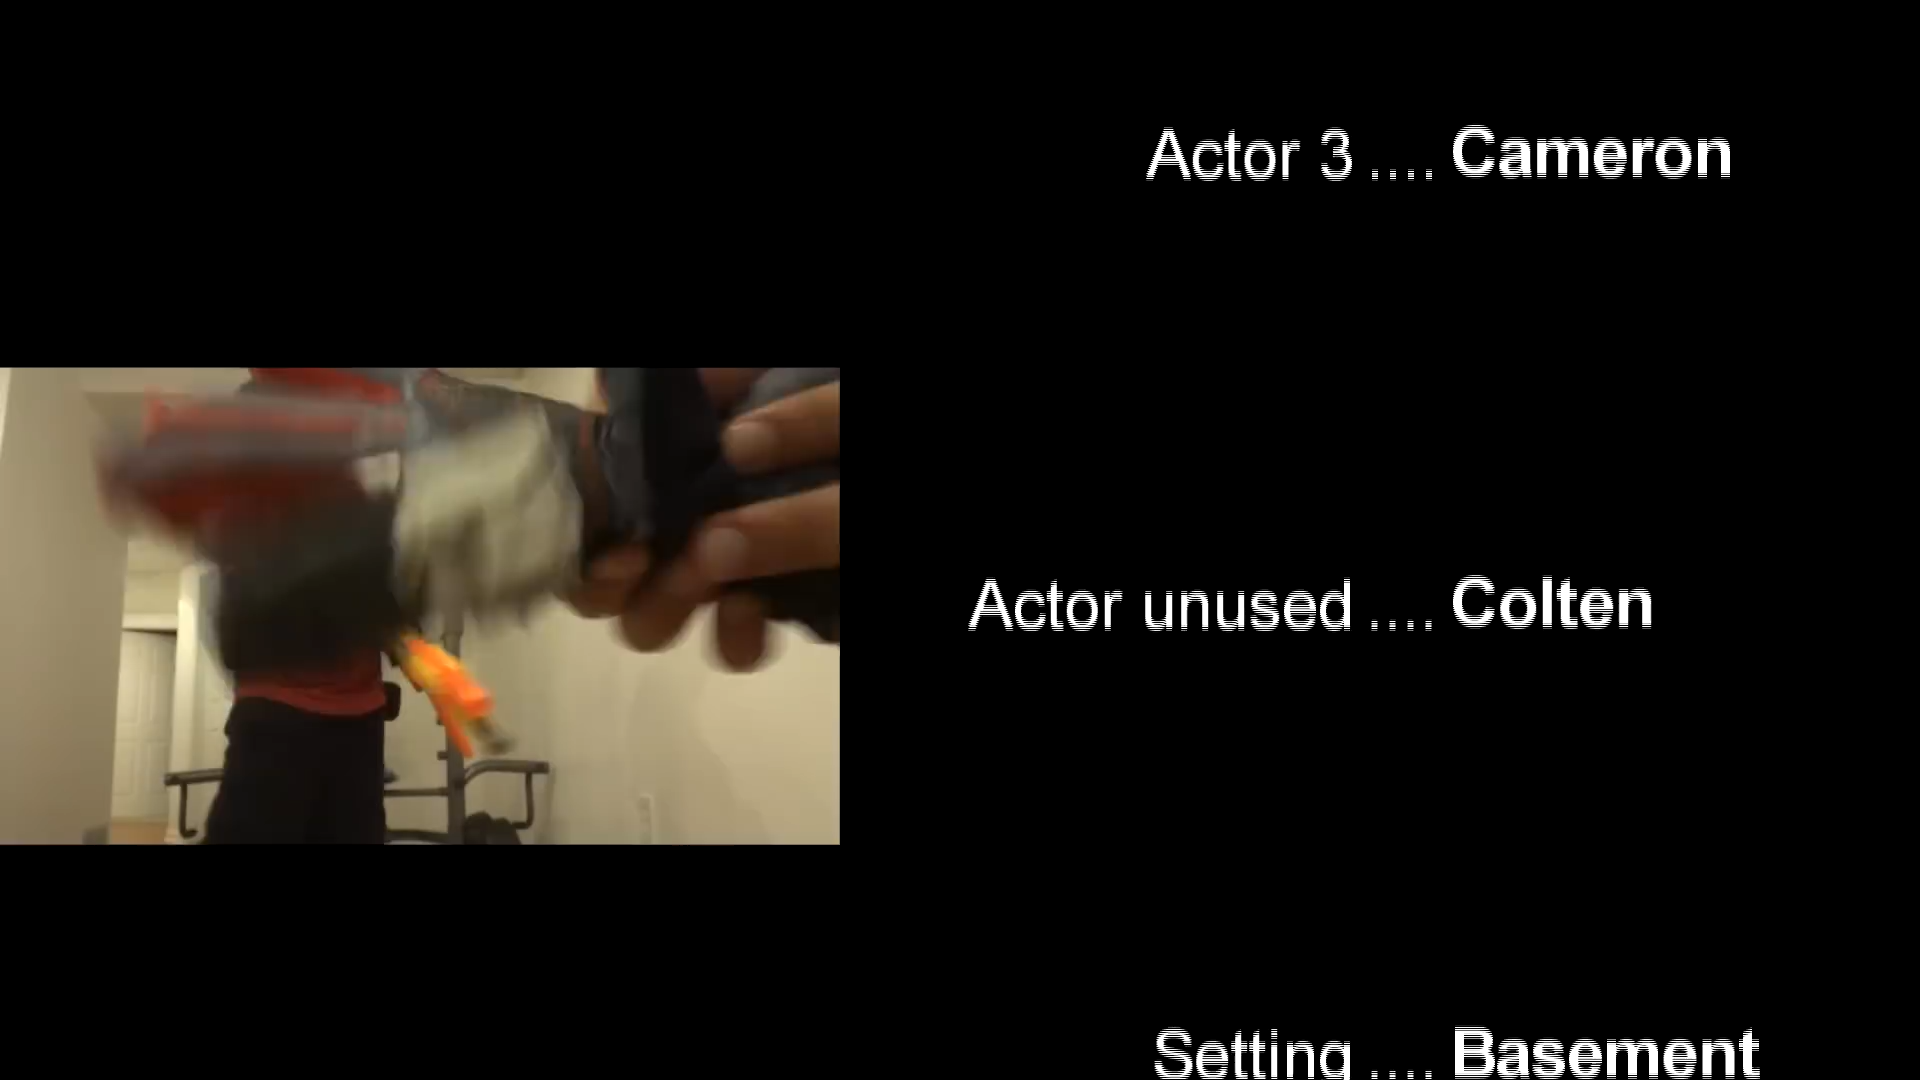 Actor 3 .... Cameron
Actor unused .... Colten
Setting .... Basement